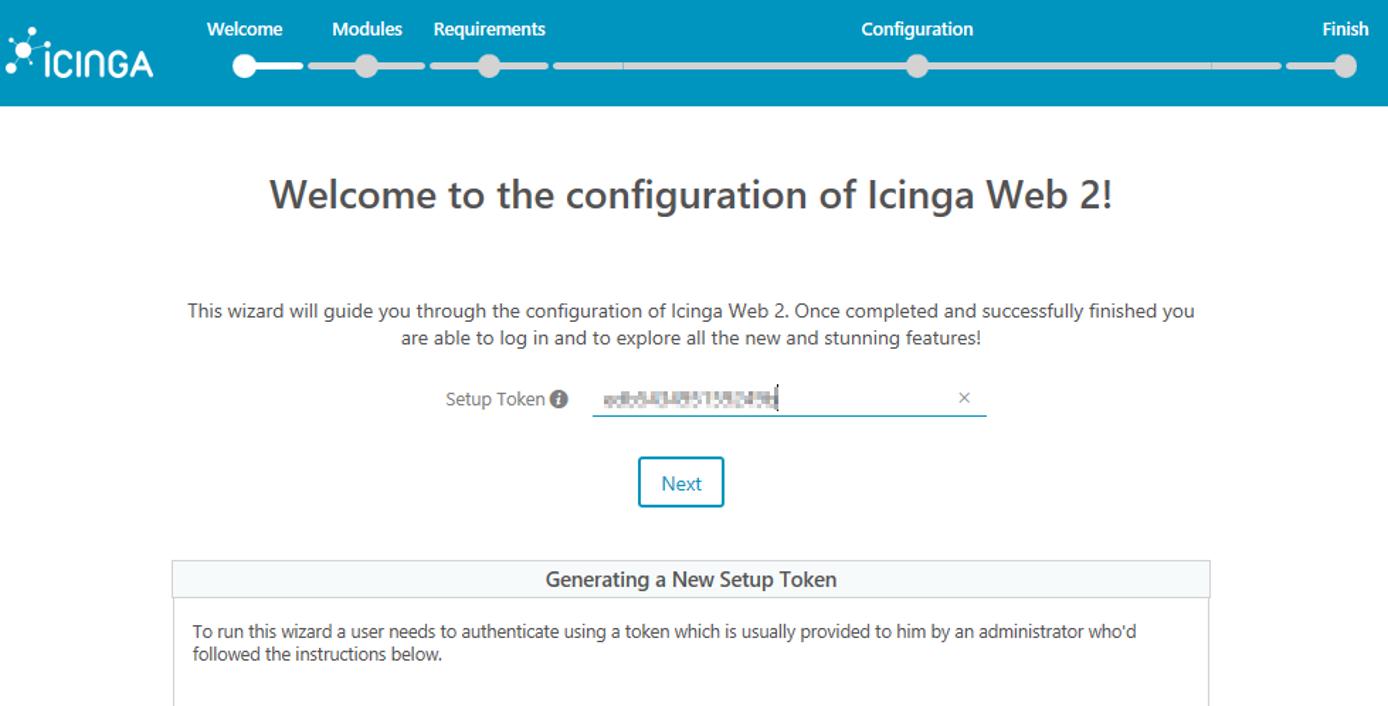 ICINGA
Welcome
Modules
Requirements
Configuration
Finish
Welcome to the configuration of Icinga Web 2!
This wizard will guide you through the configuration of Icinga Web 2. Once completed and successfully finished you
are able to log in and to explore all the new and stunning features!
Setup Token
Next
Generating a New Setup Token
To run this wizard a user needs to authenticate using a token which is usually provided to him by an administrator who'd
followed the instructions below.